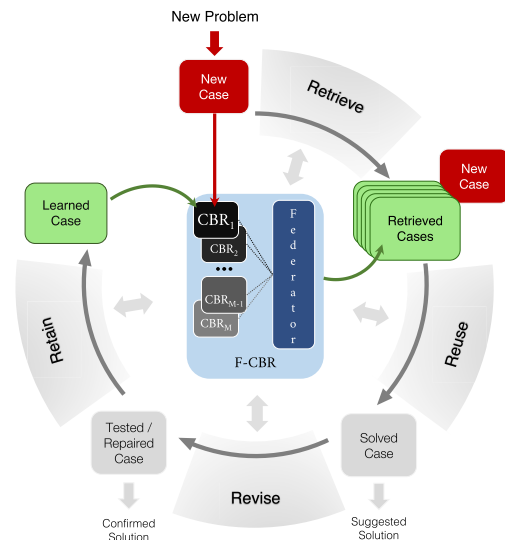 New Problem
New
Case
Retrieve
New
Case
Learned
Case
Retrieved
Cases
CBR1
CBR2
•••
CBRM-1
CBRM
Federator
F-CBR
Retain
Reuse
Tested /
Repaired
Case
Solved
Case
Revise
Confirmed
Solution
Suggested
Solution